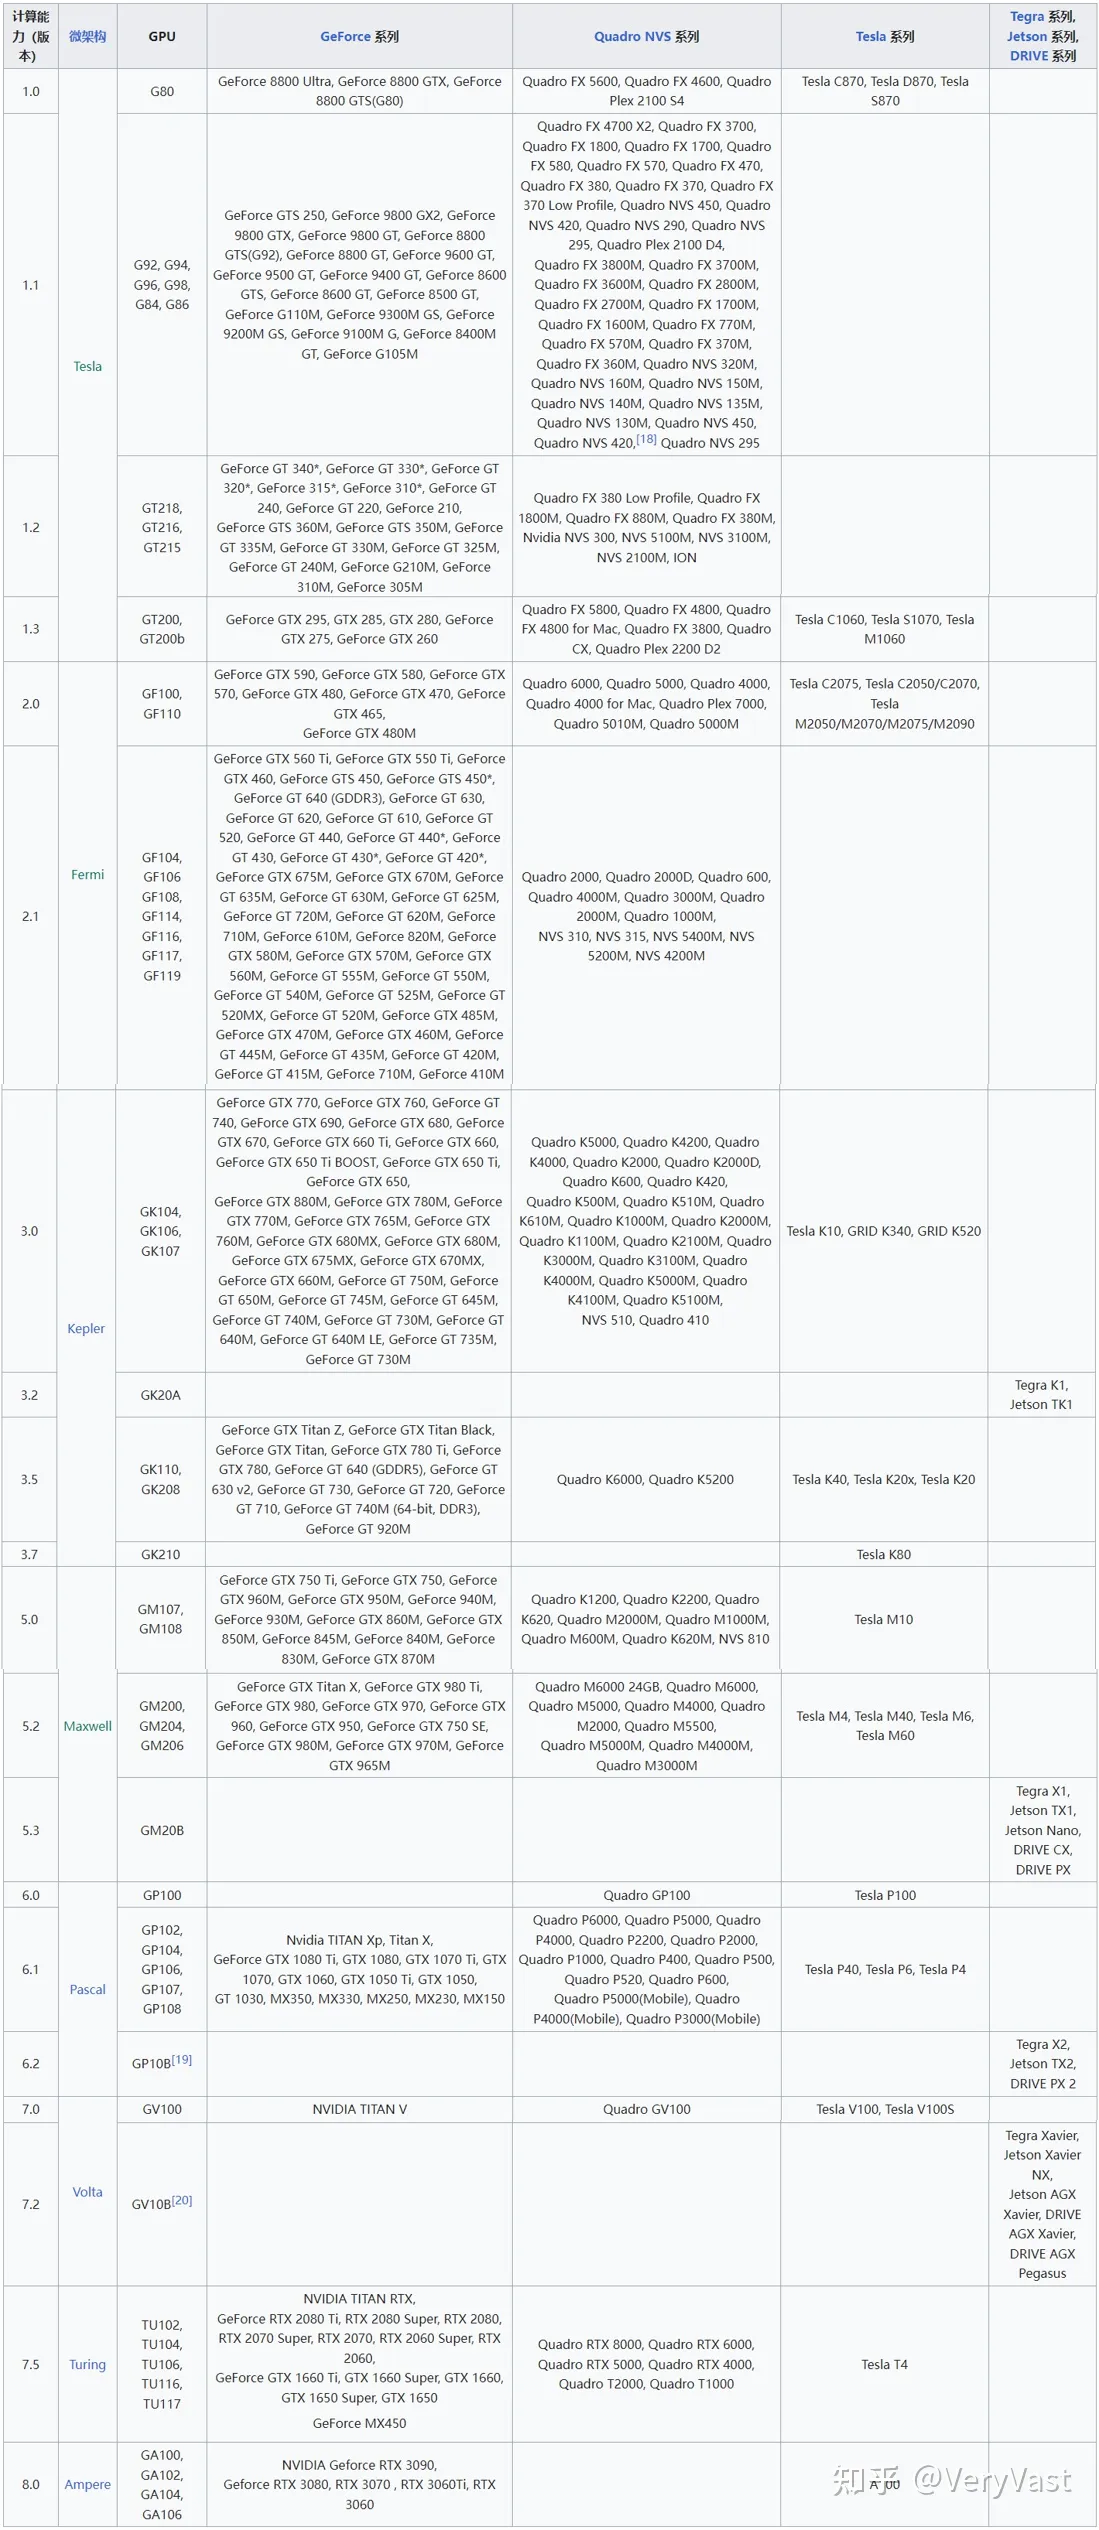 计算能
力（版
本）
微架构
GPU
GeForce 系列
Quadro NVS 系列
Tesla 系列
Tegra 系列,
Jetson 系列,
DRIVE 系列
1.0
Tesla
G80
GeForce 8800 Ultra, GeForce 8800 GTX, GeForce
8800 GTS(G80)
Quadro FX 5600, Quadro FX 4600, Quadro
Plex 2100 S4
Tesla C870, Tesla D870, Tesla
S870
1.1
G92, G94,
G96, G98,
G84, G86
GeForce GTS 250, GeForce 9800 GX2, GeForce
9800 GTX, GeForce 9800 GT, GeForce 8800
GTS(G92), GeForce 8800 GT, GeForce 9600 GT,
GeForce 9500 GT, GeForce 9400 GT, GeForce 8600
GTS, GeForce 8600 GT, GeForce 8500 GT,
GeForce G110M, GeForce 9300M GS, GeForce
9200M GS, GeForce 9100M G, GeForce 8400M
GT, GeForce G105M
Quadro FX 4700 X2, Quadro FX 3700,
Quadro FX 1800, Quadro FX 1700, Quadro
FX 580, Quadro FX 570, Quadro FX 470,
Quadro FX 380, Quadro FX 370, Quadro FX
370 Low Profile, Quadro NVS 450, Quadro
NVS 420, Quadro NVS 290, Quadro NVS
295, Quadro Plex 2100 D4,
Quadro FX 3800M, Quadro FX 3700M,
Quadro FX 3600M, Quadro FX 2800M,
Quadro FX 2700M, Quadro FX 1700M,
Quadro FX 1600M, Quadro FX 770M,
Quadro FX 570M, Quadro FX 370M,
Quadro FX 360M, Quadro NVS 320M,
Quadro NVS 160M, Quadro NVS 150M,
Quadro NVS 140M, Quadro NVS 135M,
Quadro NVS 130M, Quadro NVS 450,
Quadro NVS 420,[18] Quadro NVS 295
1.2
GT218,
GT216,
GT215
GeForce GT 340*, GeForce GT 330*, GeForce GT
320*, GeForce 315*, GeForce 310*, GeForce GT
240, GeForce GT 220, GeForce 210,
GeForce GTS 360M, GeForce GTS 350M, GeForce
GT 335M, GeForce GT 330M, GeForce GT 325M,
GeForce GT 240M, GeForce G210M, GeForce
310M, GeForce 305M
Quadro FX 380 Low Profile, Quadro FX
1800M, Quadro FX 880M, Quadro FX 380M,
Nvidia NVS 300, NVS 5100M, NVS 3100M,
NVS 2100M, ION
1.3
GT200,
GT200b
GeForce GTX 295, GTX 285, GTX 280, GeForce
GTX 275, GeForce GTX 260
Quadro FX 5800, Quadro FX 4800, Quadro
FX 4800 for Mac, Quadro FX 3800, Quadro
CX, Quadro Plex 2200 D2
Tesla C1060, Tesla S1070, Tesla
M1060
2.0
Fermi
GF100,
GF110
GeForce GTX 590, GeForce GTX 580, GeForce GTX
570, GeForce GTX 480, GeForce GTX 470, GeForce
GTX 465,
GeForce GTX 480M
Quadro 6000, Quadro 5000, Quadro 4000,
Quadro 4000 for Mac, Quadro Plex 7000,
Quadro 5010M, Quadro 5000M
Tesla C2075, Tesla C2050/C2070,
Tesla
M2050/M2070/M2075/M2090
2.1
GF104,
GF106
GF108,
GF114,
GF116,
GF117,
GF119
GeForce GTX 560 Ti, GeForce GTX 550 Ti, GeForce
GTX 460, GeForce GTS 450, GeForce GTS 450*,
GeForce GT 640 (GDDR3), GeForce GT 630,
GeForce GT 620, GeForce GT 610, GeForce GT
520, GeForce GT 440, GeForce GT 440*, GeForce
GT 430, GeForce GT 430*, GeForce GT 420*,
GeForce GTX 675M, GeForce GTX 670M, GeForce
GT 635M, GeForce GT 630M, GeForce GT 625M,
GeForce GT 720M, GeForce GT 620M, GeForce
710M, GeForce 610M, GeForce 820M, GeForce
GTX 580M, GeForce GTX 570M, GeForce GTX
560M, GeForce GT 555M, GeForce GT 550M,
GeForce GT 540M, GeForce GT 525M, GeForce GT
520MX, GeForce GT 520M, GeForce GTX 485M,
GeForce GTX 470M, GeForce GTX 460M, GeForce
GT 445M, GeForce GT 435M, GeForce GT 420M,
GeForce GT 415M, GeForce 710M, GeForce 410M
Quadro 2000, Quadro 2000D, Quadro 600,
Quadro 4000M, Quadro 3000M, Quadro
2000M, Quadro 1000M,
NVS 310, NVS 315, NVS 5400M, NVS
5200M, NVS 4200M
3.0
Kepler
GK104,
GK106,
GK107
GeForce GTX 770, GeForce GTX 760, GeForce GT
740, GeForce GTX 690, GeForce GTX 680, GeForce
GTX 670, GeForce GTX 660 Ti, GeForce GTX 660,
GeForce GTX 650 Ti BOOST, GeForce GTX 650 Ti,
GeForce GTX 650,
GeForce GTX 880M, GeForce GTX 780M, GeForce
GTX 770M, GeForce GTX 765M, GeForce GTX
760M, GeForce GTX 680MX, GeForce GTX 680M,
GeForce GTX 675MX, GeForce GTX 670MX,
GeForce GTX 660M, GeForce GT 750M, GeForce
GT 650M, GeForce GT 745M, GeForce GT 645M,
GeForce GT 740M, GeForce GT 730M, GeForce GT
640M, GeForce GT 640M LE, GeForce GT 735M,
GeForce GT 730M
Quadro K5000, Quadro K4200, Quadro
K4000, Quadro K2000, Quadro K2000D,
Quadro K600, Quadro K420,
Quadro K500M, Quadro K510M, Quadro
K610M, Quadro K1000M, Quadro K2000M,
Quadro K1100M, Quadro K2100M, Quadro
K3000M, Quadro K3100M, Quadro
K4000M, Quadro K5000M, Quadro
K4100M, Quadro K5100M,
NVS 510, Quadro 410
Tesla K10, GRID K340, GRID K520
3.2
GK20A
Tegra K1,
Jetson TK1
3.5
GK110,
GK208
GeForce GTX Titan Z, GeForce GTX Titan Black,
GeForce GTX Titan, GeForce GTX 780 Ti, GeForce
GTX 780, GeForce GT 640 (GDDR5), GeForce GT
630 v2, GeForce GT 730, GeForce GT 720, GeForce
GT 710, GeForce GT 740M (64-bit, DDR3),
GeForce GT 920M
Quadro K6000, Quadro K5200
Tesla K40, Tesla K20x, Tesla K20
3.7
GK210
Tesla K80
5.0
Maxwell
GM107,
GM108
GeForce GTX 750 Ti, GeForce GTX 750, GeForce
GTX 960M, GeForce GTX 950M, GeForce 940M,
GeForce 930M, GeForce GTX 860M, GeForce GTX
850M, GeForce 845M, GeForce 840M, GeForce
830M, GeForce GTX 870M
Quadro K1200, Quadro K2200, Quadro
K620, Quadro M2000M, Quadro M1000M,
Quadro M600M, Quadro K620M, NVS 810
Tesla M10
5.2
GM200,
GM204,
GM206
GeForce GTX Titan X, GeForce GTX 980 Ti,
GeForce GTX 980, GeForce GTX 970, GeForce GTX
960, GeForce GTX 950, GeForce GTX 750 SE,
GeForce GTX 980M, GeForce GTX 970M, GeForce
GTX 965M
Quadro M6000 24GB, Quadro M6000,
Quadro M5000, Quadro M4000, Quadro
M2000, Quadro M5500,
Quadro M5000M, Quadro M4000M,
Quadro M3000M
Tesla M4, Tesla M40, Tesla M6,
Tesla M60
5.3
GM20B
Tegra X1,
Jetson TX1,
Jetson Nano,
DRIVE CX,
DRIVE PX
6.0
Pascal
GP100
Quadro GP100
Tesla P100
6.1
GP102,
GP104,
GP106,
GP107,
GP108
Nvidia TITAN Xp, Titan X,
GeForce GTX 1080 Ti, GTX 1080, GTX 1070 Ti, GTX
1070, GTX 1060, GTX 1050 Ti, GTX 1050,
GT 1030, MX350, MX330, MX250, MX230, MX150
Quadro P6000, Quadro P5000, Quadro
P4000, Quadro P2200, Quadro P2000,
Quadro P1000, Quadro P400, Quadro P500,
Quadro P520, Quadro P600,
Quadro P5000(Mobile), Quadro
P4000(Mobile), Quadro P3000(Mobile)
Tesla P40, Tesla P6, Tesla P4
6.2
GP10B[19]
Tegra X2,
Jetson TX2,
DRIVE PX 2
7.0
Volta
GV100
NVIDIA TITAN V
Quadro GV100
Tesla V100, Tesla V100S
7.2
GV10B[20]
Tegra Xavier,
Jetson Xavier
NX,
Jetson AGX
Xavier, DRIVE
AGX Xavier,
DRIVE AGX
Pegasus
7.5
Turing
TU102,
TU104,
TU106,
TU116,
TU117
NVIDIA TITAN RTX,
GeForce RTX 2080 Ti, RTX 2080 Super, RTX 2080,
RTX 2070 Super, RTX 2070, RTX 2060 Super, RTX
2060,
GeForce GTX 1660 Ti, GTX 1660 Super, GTX 1660,
GTX 1650 Super, GTX 1650
GeForce MX450
Quadro RTX 8000, Quadro RTX 6000,
Quadro RTX 5000, Quadro RTX 4000,
Quadro T2000, Quadro T1000
Tesla T4
8.0
Ampere
GA100,
GA102,
GA104,
GA106
NVIDIA Geforce RTX 3090,
Geforce RTX 3080, RTX 3070 , RTX 3060Ti, RTX
3060
知乎 @VeryVast